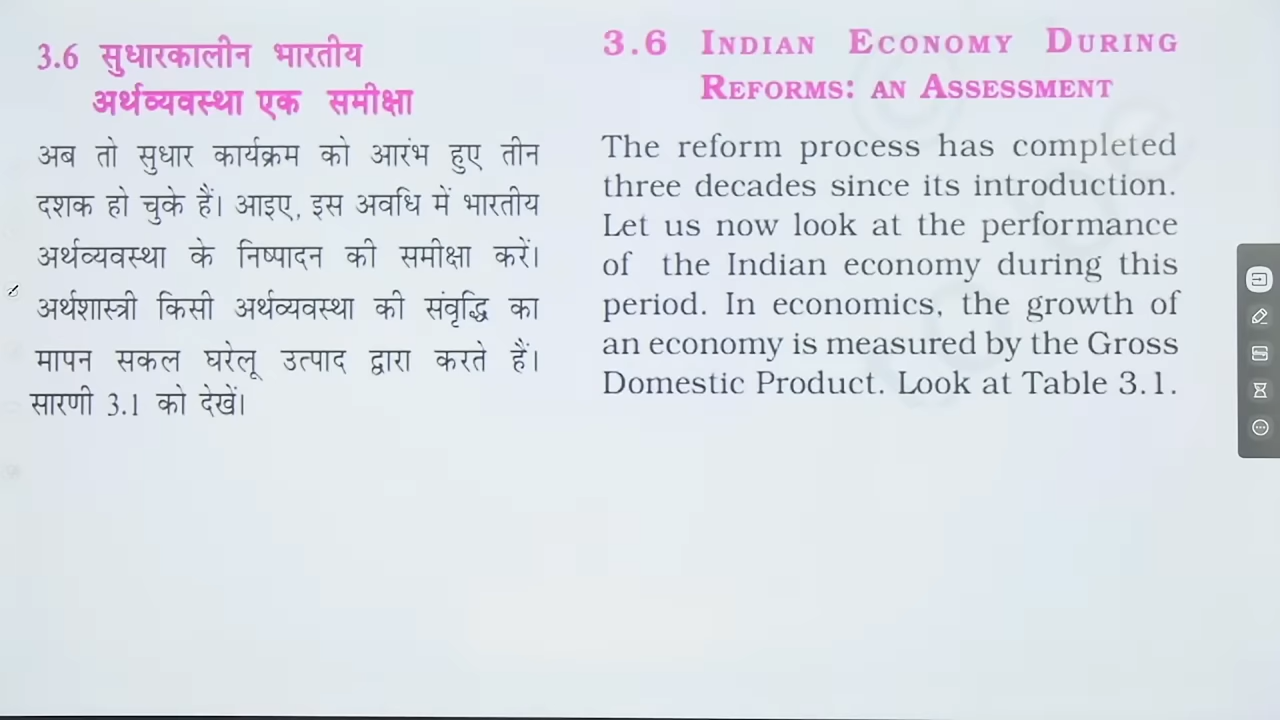 3.6 सुधारकालीन भारतीय
अर्थव्यवस्था एक समीक्षा
अब तो सुधार कार्यक्रम को आरंभ हुए तीन
दशक हो चुके हैं। आइए, इस अवधि में भारतीय
अर्थव्यवस्था के निष्पादन की समीक्षा करें।
अर्थशास्त्री किसी अर्थव्यवस्था की संवृद्धि का
मापन सकल घरेलू उत्पाद द्वारा करते हैं।
सारणी 3.1 को देखें।
3.6 INDIAN ECONOMY DURING
REFORMS: AN ASSESSMENT
The reform process has completed
three decades since its introduction.
Let us now look at the performance
of the Indian economy during this
period. In economics, the growth of
an economy is measured by the Gross
Domestic Product. Look at Table 3.1.